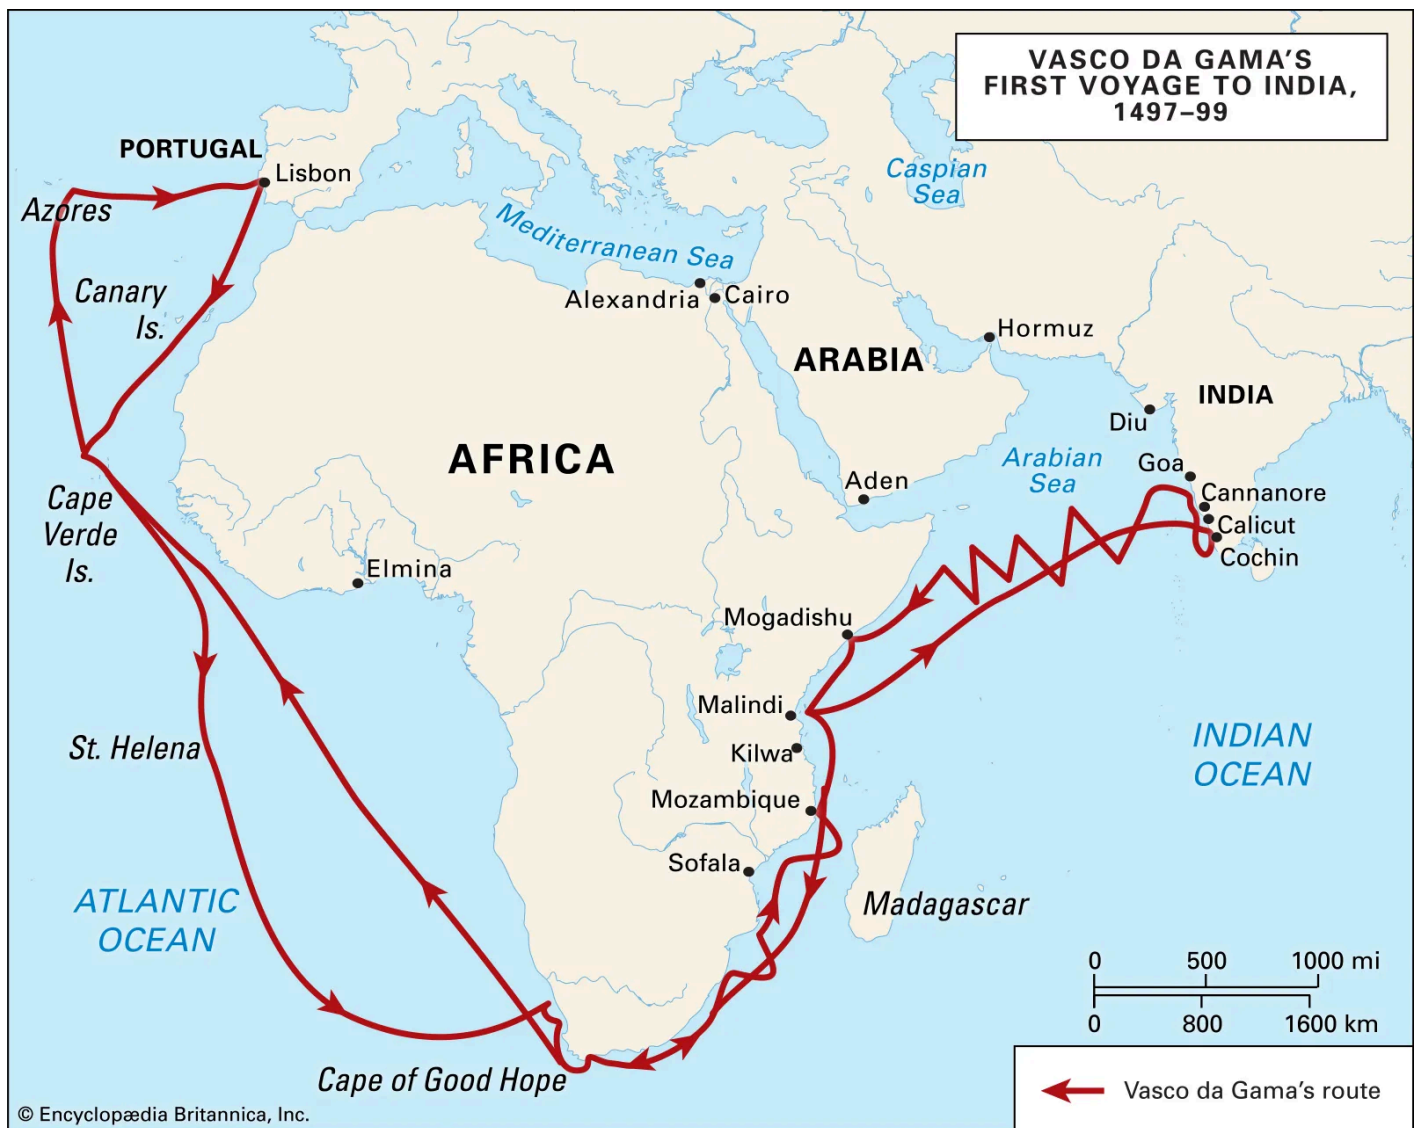 VASCO DA GAMA'S
FIRST VOYAGE TO INDIA,
1497–99
PORTUGAL
Lisbon
Azores
Caspian
Sea
Mediterranean Sea
Canary
Is.
Alexandria
Cairo
Hormuz
ARABIA
INDIA
Diu
AFRICA
Arabian
Sea
Goa
Aden
Cannanore
Calicut
Cochin
Cape
Verde
Is.
Elmina
Mogadishu
Malindi
St. Helena
Kilwa
INDIAN
OCEAN
Mozambique
Sofala
Madagascar
ATLANTIC
OCEAN
0 500 1000 mi
0 800 1600 km
Cape of Good Hope
Vasco da Gama's route
© Encyclopædia Britannica, Inc.